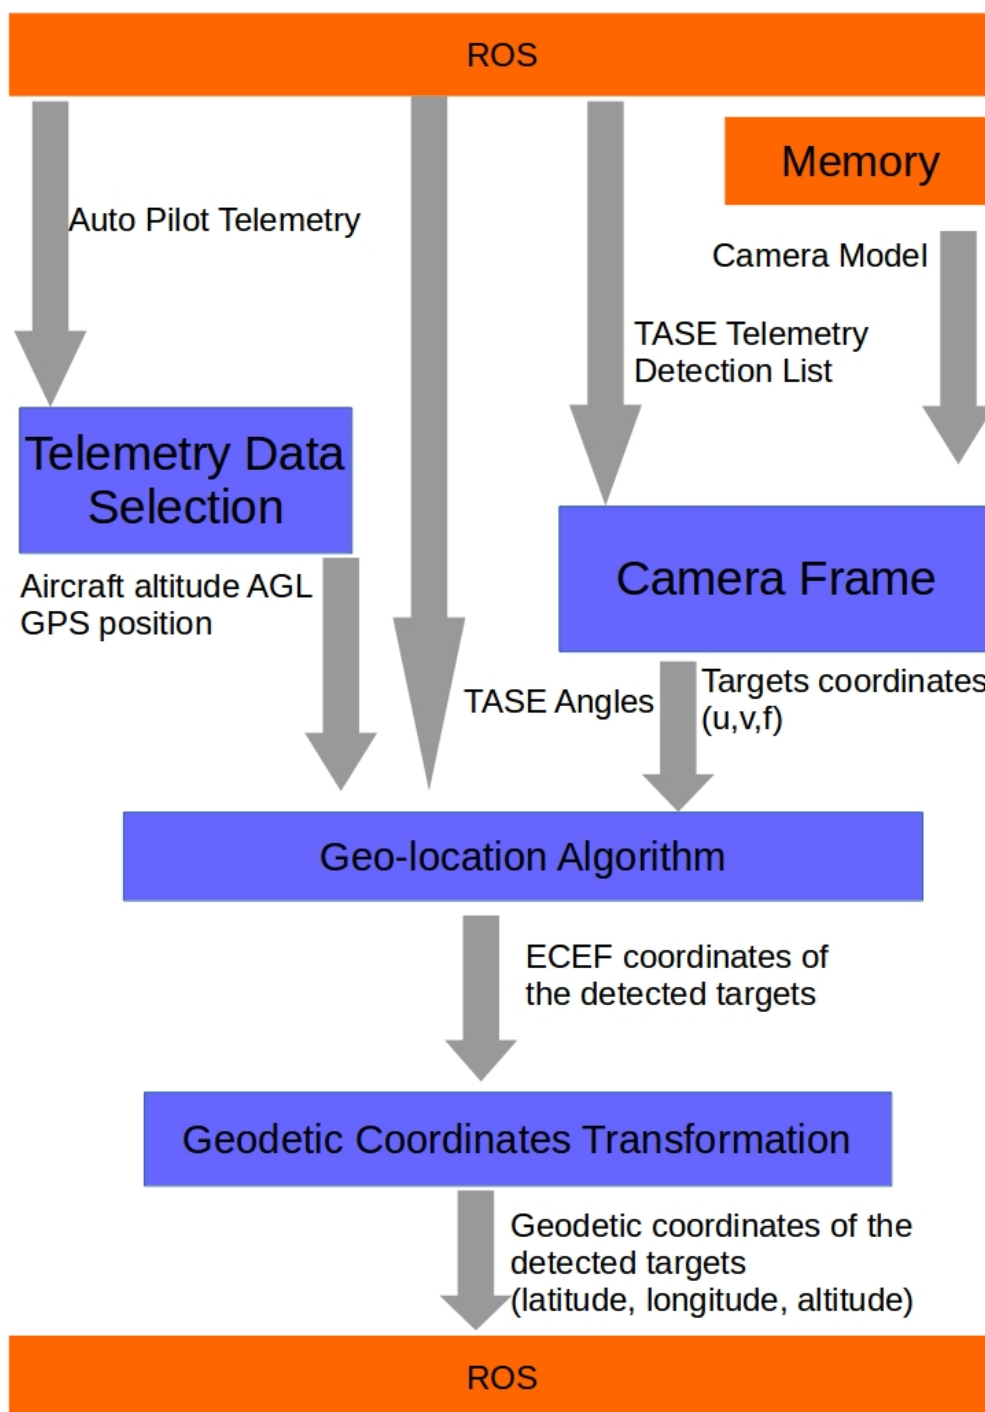 ROS
Memory
Auto Pilot Telemetry
Camera Model
TASE Telemetry
Detection List
Telemetry Data
Selection
Camera Frame
Aircraft altitude AGL
GPS position
TASE Angles
Targets coordinates
(u,v,f)
Geo-location Algorithm
ECEF coordinates of
the detected targets
Geodetic Coordinates Transformation
Geodetic coordinates of the
detected targets
(latitude, longitude, altitude)
ROS